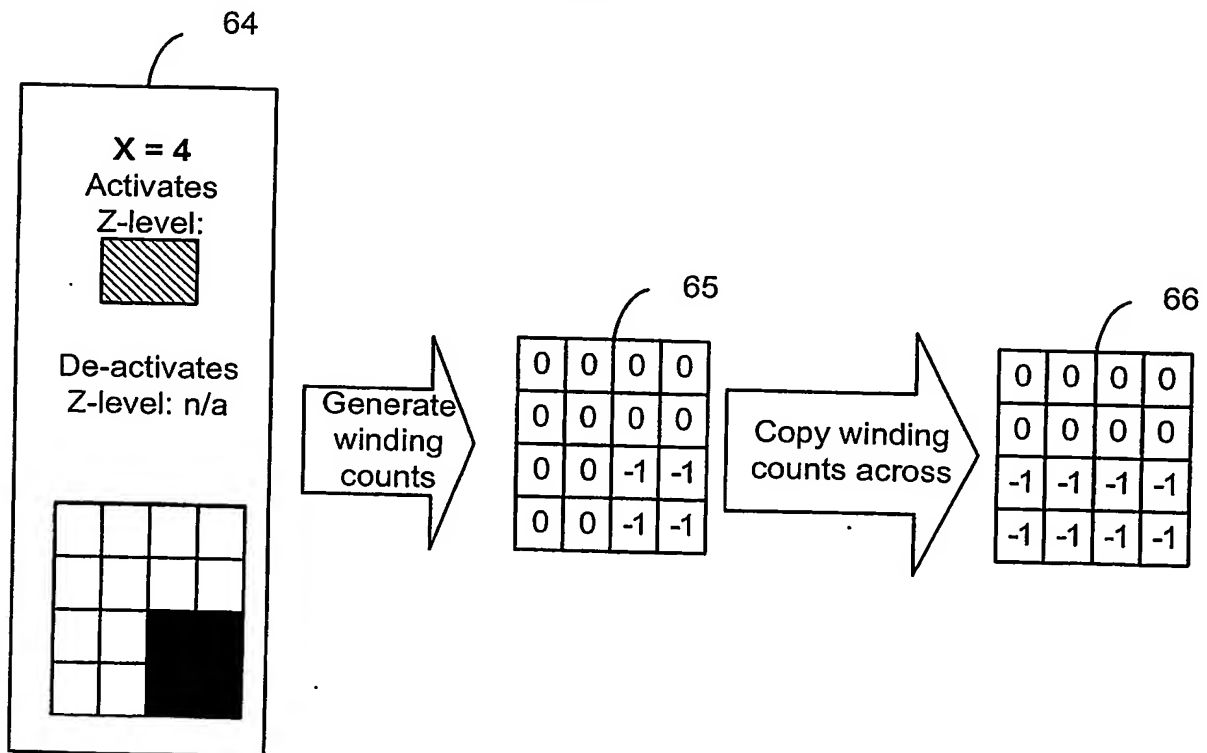 64
X = 4
Activates
Z-level:
De-activates
Z-level: n/a
Generate
winding
counts
65
0 0 0 0
0 0 0 0
0 0 -1 -1
0 0 -1 -1
Copy winding
counts across
66
0 0 0 0
0 0 0 0
-1 -1 -1 -1
-1 -1 -1 -1